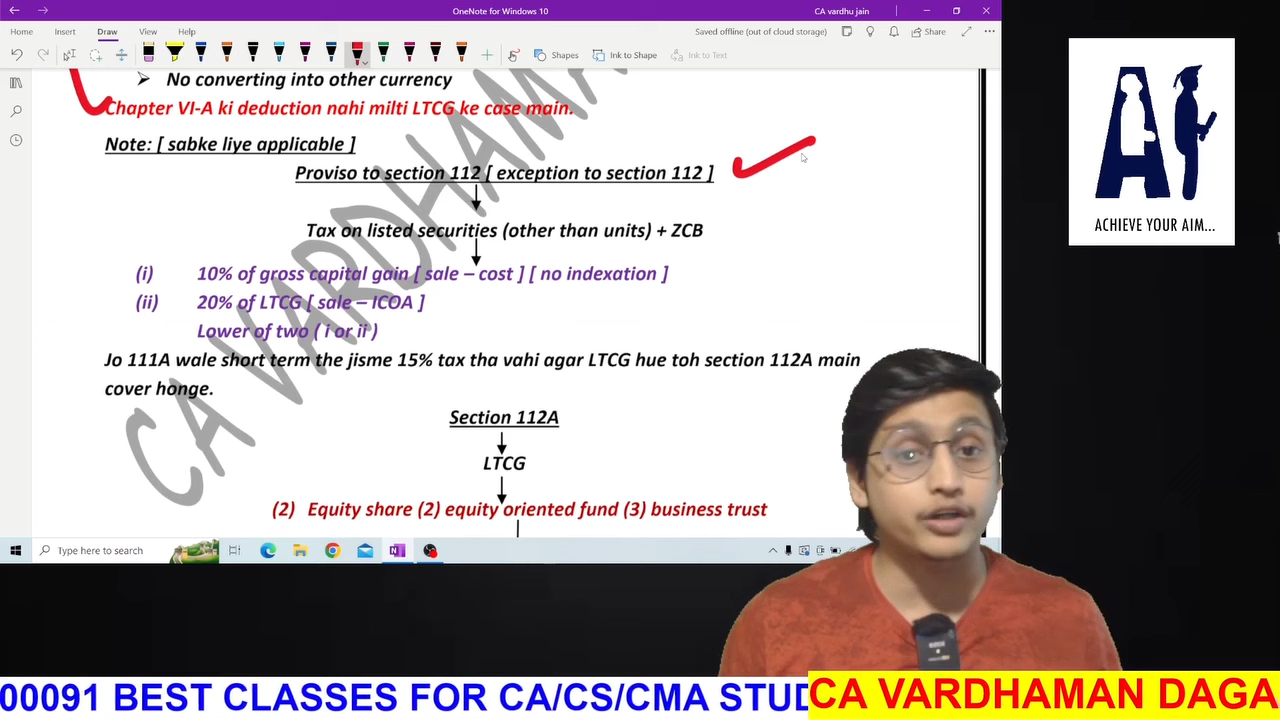 OneNote for Windows 10
CA vardhu jain
Home Insert Draw View Help
Saved offline (out of cloud storage)
Share
Shapes
Ink to Shape
Ink to Text
➤ No converting into other currency
Chapter VI-A ki deduction nahi milti LTCG ke case main.
Note: [ sabke liye applicable ]
Proviso to section 112 [ exception to section 112 ]
Tax on listed securities (other than units) + ZCB
(i) 10% of gross capital gain [ sale – cost ] [ no indexation ]
(ii) 20% of LTCG [ sale – ICOA ]
Lower of two ( i or ii )
Jo 111A wale short term the jisme 15% tax tha vahi agar LTCG hue toh section 112A main
cover honge.
Section 112A
LTCG
(2) Equity share (2) equity oriented fund (3) business trust
CA VARDHAMA
Type here to search
A
ACHIEVE YOUR AIM...
00091 BEST CLASSES FOR CA/CS/CMA STUD
CA VARDHAMAN DAGA